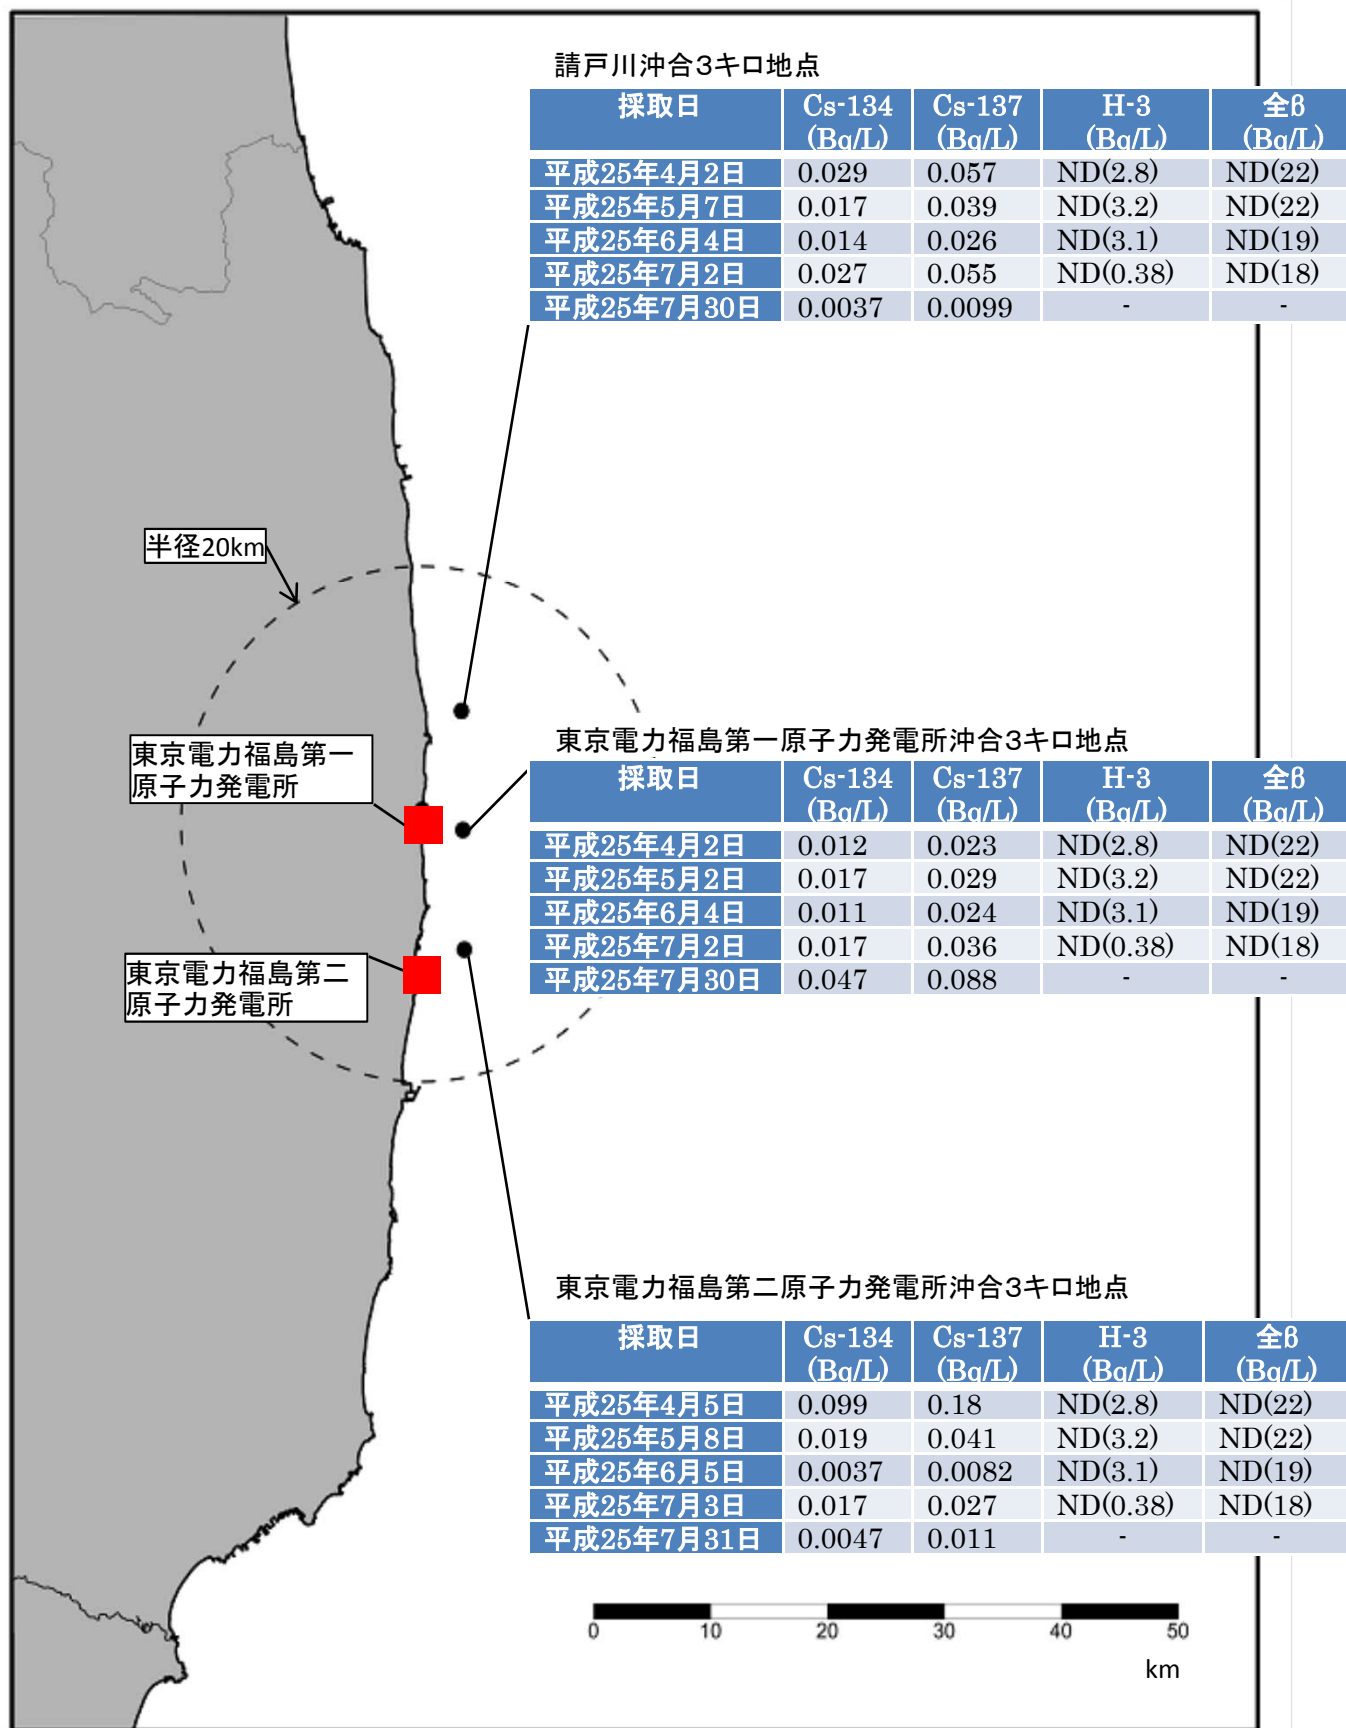 請戸川沖合3キロ地点
採取日 Cs-134 (Bq/L) Cs-137 (Bq/L) H-3 (Bq/L) 全β (Bq/L)
平成25年4月2日 0.029 0.057 ND(2.8) ND(22)
平成25年5月7日 0.017 0.039 ND(3.2) ND(22)
平成25年6月4日 0.014 0.026 ND(3.1) ND(19)
平成25年7月2日 0.027 0.055 ND(0.38) ND(18)
平成25年7月30日 0.0037 0.0099 - -
半径20km
東京電力福島第一
原子力発電所
東京電力福島第一原子力発電所沖合3キロ地点
採取日 Cs-134 (Bq/L) Cs-137 (Bq/L) H-3 (Bq/L) 全β (Bq/L)
平成25年4月2日 0.012 0.023 ND(2.8) ND(22)
平成25年5月2日 0.017 0.029 ND(3.2) ND(22)
平成25年6月4日 0.011 0.024 ND(3.1) ND(19)
平成25年7月2日 0.017 0.036 ND(0.38) ND(18)
平成25年7月30日 0.047 0.088 - -
東京電力福島第二
原子力発電所
東京電力福島第二原子力発電所沖合3キロ地点
採取日 Cs-134 (Bq/L) Cs-137 (Bq/L) H-3 (Bq/L) 全β (Bq/L)
平成25年4月5日 0.099 0.18 ND(2.8) ND(22)
平成25年5月8日 0.019 0.041 ND(3.2) ND(22)
平成25年6月5日 0.0037 0.0082 ND(3.1) ND(19)
平成25年7月3日 0.017 0.027 ND(0.38) ND(18)
平成25年7月31日 0.0047 0.011 - -
0 10 20 30 40 50
km